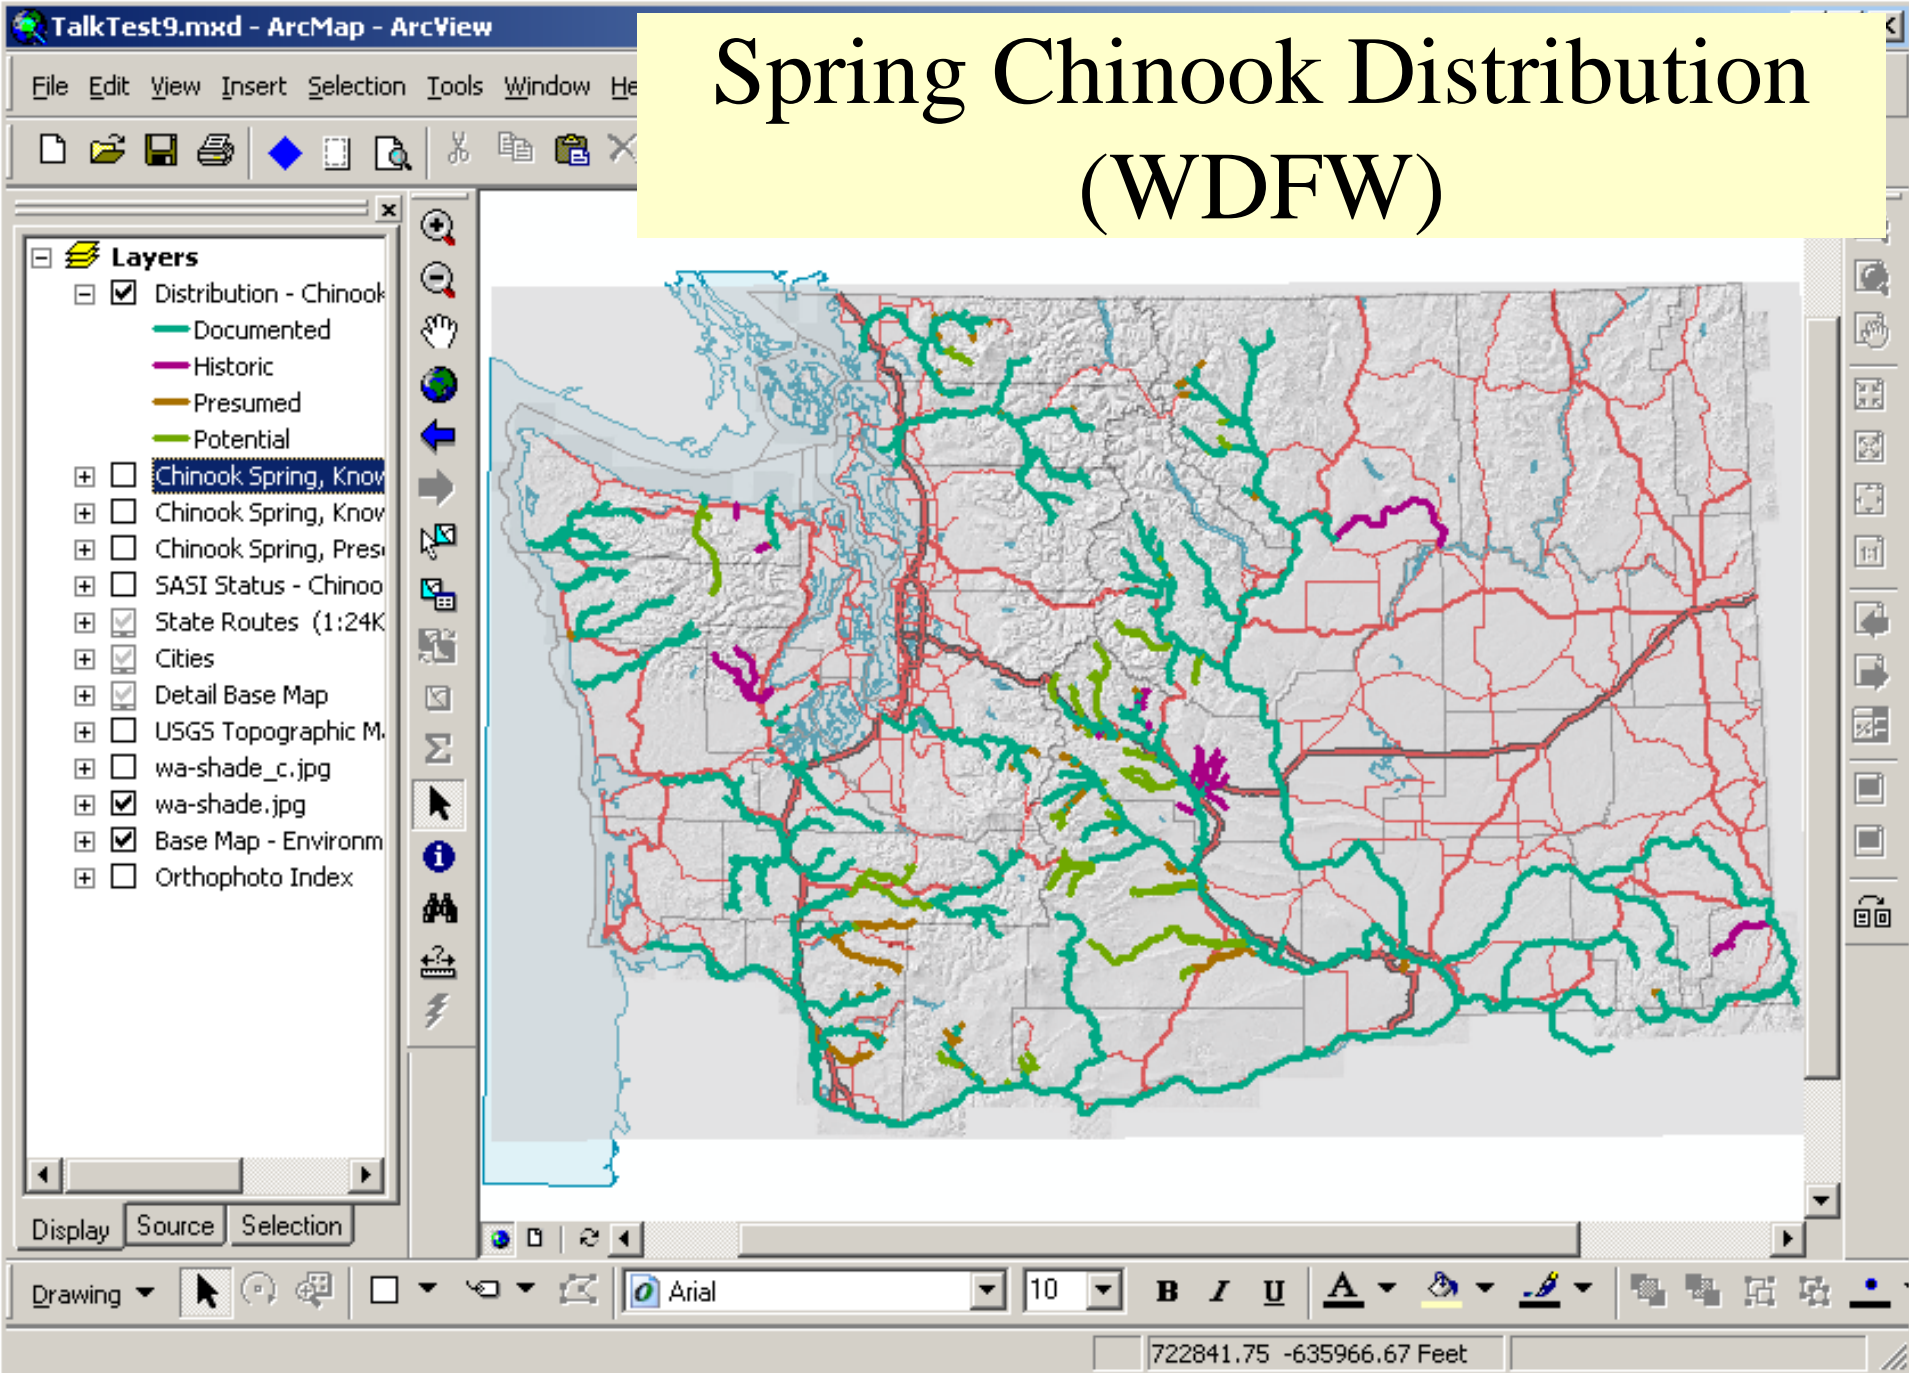 TalkTest9.mxd - ArcMap - ArcView
Spring Chinook Distribution
(WDFW)
File Edit View Insert Selection Tools Window He
Layers
Distribution - Chinook
Documented
Historic
Presumed
Potential
Chinook Spring, Know
Chinook Spring, Know
Chinook Spring, Pres
SASI Status - Chinoo
State Routes (1:24K
Cities
Detail Base Map
USGS Topographic M
wa-shade_c.jpg
wa-shade.jpg
Base Map - Environm
Orthophoto Index
1:1
Display Source Selection
Drawing Arial 10 B I U A
722841.75 -635966.67 Feet